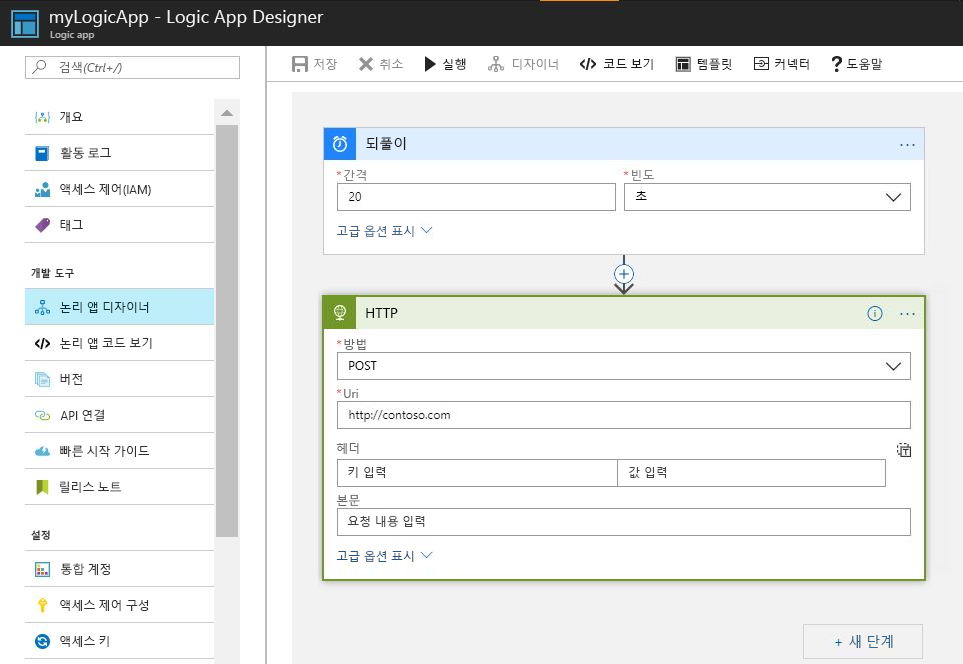 myLogicApp - Logic App Designer
Logic app
검색(Ctrl+/)
개요
활동 로그
액세스 제어(IAM)
태그
개발 도구
논리 앱 디자이너
논리 앱 코드 보기
버전
API 연결
빠른 시작 가이드
릴리스 노트
설정
통합 계정
액세스 제어 구성
액세스 키
저장 취소 실행 디자이너 코드 보기 템플릿 커넥터 도움말
되풀이
*간격 *빈도
20 초
고급 옵션 표시
HTTP
*방법
POST
*Uri
http://contoso.com
헤더
키 입력 값 입력
본문
요청 내용 입력
고급 옵션 표시
+ 새 단계